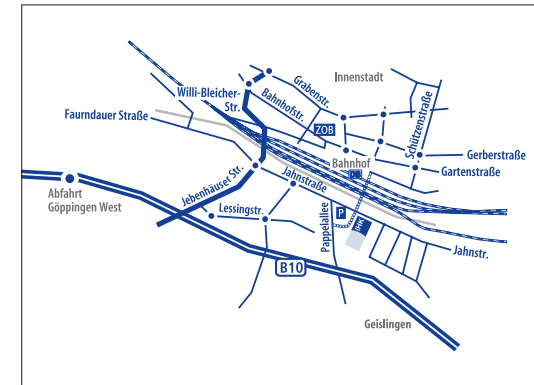 Innenstadt
Grabenstr.
Willi-Bleicher-
Str.
Bahnhofstr.
Faurndauer Straße
ZOB
Schützenstraße
Gerberstraße
Bahnhof
Gartenstraße
DB
Jebenhäuser Str.
Jahnstraße
Abfahrt
Göppingen West
Lessingstr.
Pappelallee
P
IHK
Jahnstr.
B10
Geislingen